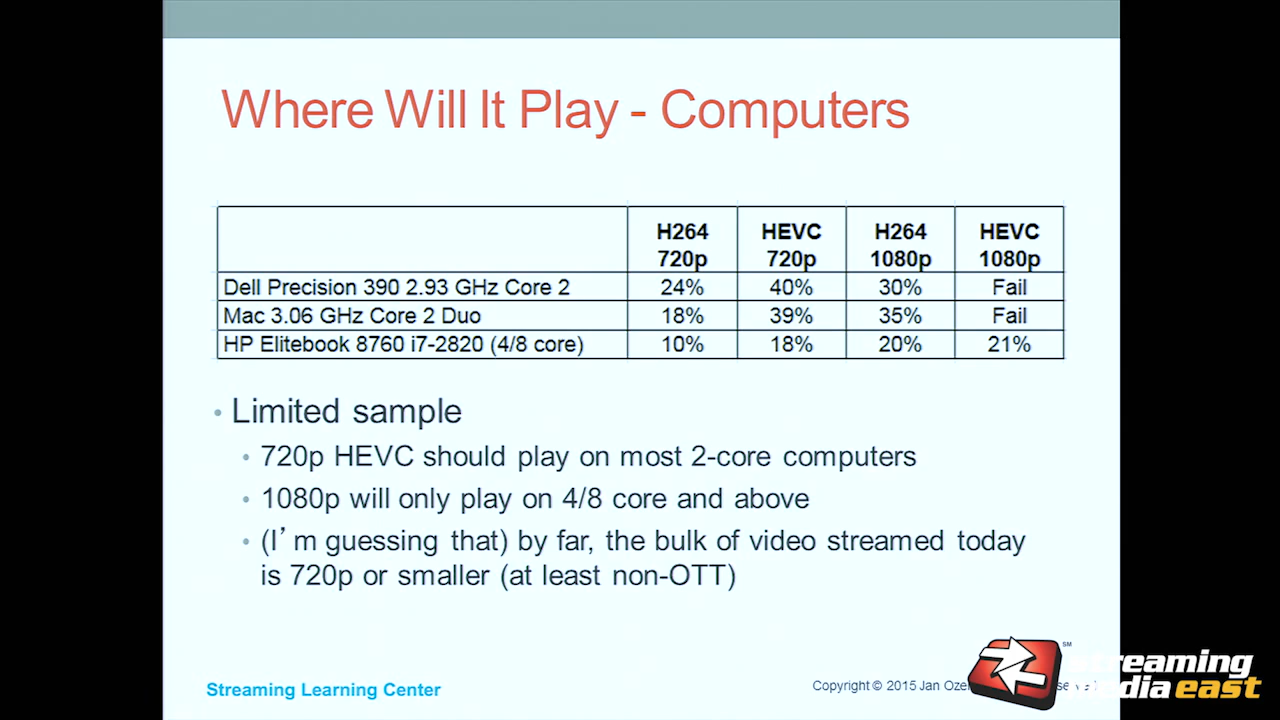 Where Will It Play - Computers
H264 720p HEVC 720p H264 1080p HEVC 1080p
Dell Precision 390 2.93 GHz Core 2 24% 40% 30% Fail
Mac 3.06 GHz Core 2 Duo 18% 39% 35% Fail
HP Elitebook 8760 i7-2820 (4/8 core) 10% 18% 20% 21%
• Limited sample
• 720p HEVC should play on most 2-core computers
• 1080p will only play on 4/8 core and above
• (I’m guessing that) by far, the bulk of video streamed today
is 720p or smaller (at least non-OTT)
Streaming Learning Center
Copyright © 2015 Jan
SM
streaming
media east